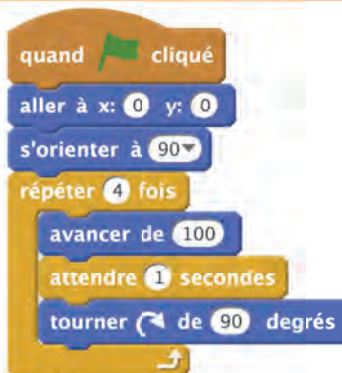 quand cliqué
aller à x: 0 y: 0
s'orienter à 90
répéter 4 fois
avancer de 100
attendre 1 secondes
tourner de 90 degrés